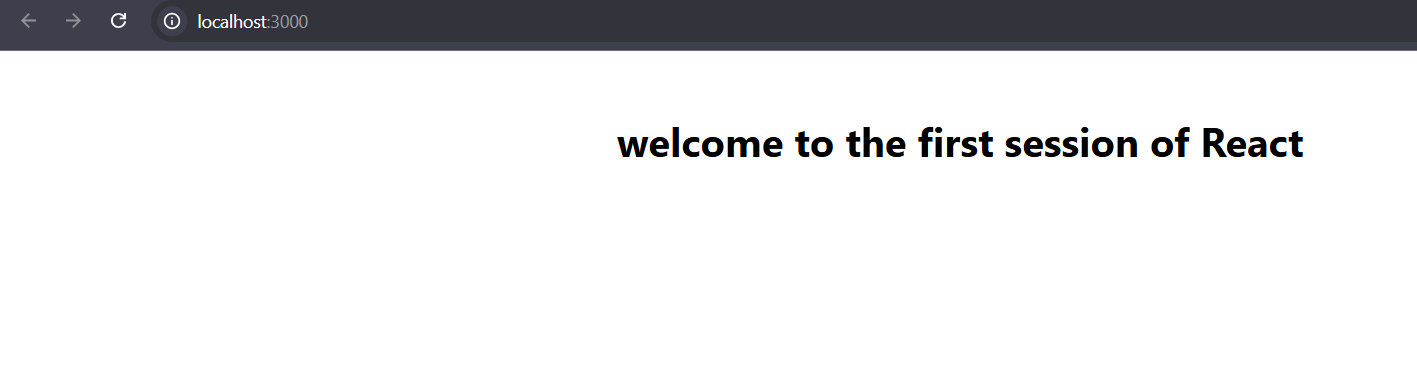 localhost:3000
welcome to the first session of React